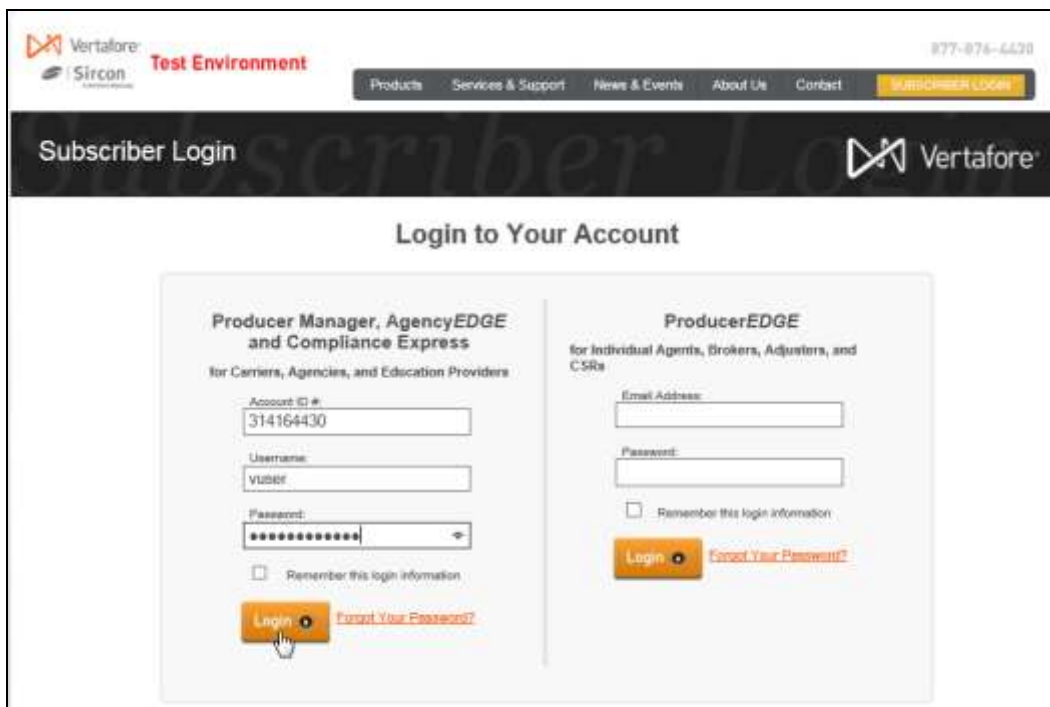 Vertafore
Sircon
Test Environment
877-876-4430
Products Services & Support News & Events About Us Contact SUBSCRIBER LOGIN
Subscriber Login
Subscriber Login
Vertafore
Login to Your Account
Producer Manager, AgencyEDGE
and Compliance Express
for Carriers, Agencies, and Education Providers
Account ID #:
314164430
Username:
vuser
Password:
••••••••••••
Remember this login information
Login
Forgot Your Password?
ProducerEDGE
for Individual Agents, Brokers, Adjusters, and
CSRs
Email Address:
Password:
Remember this login information
Login
Forgot Your Password?